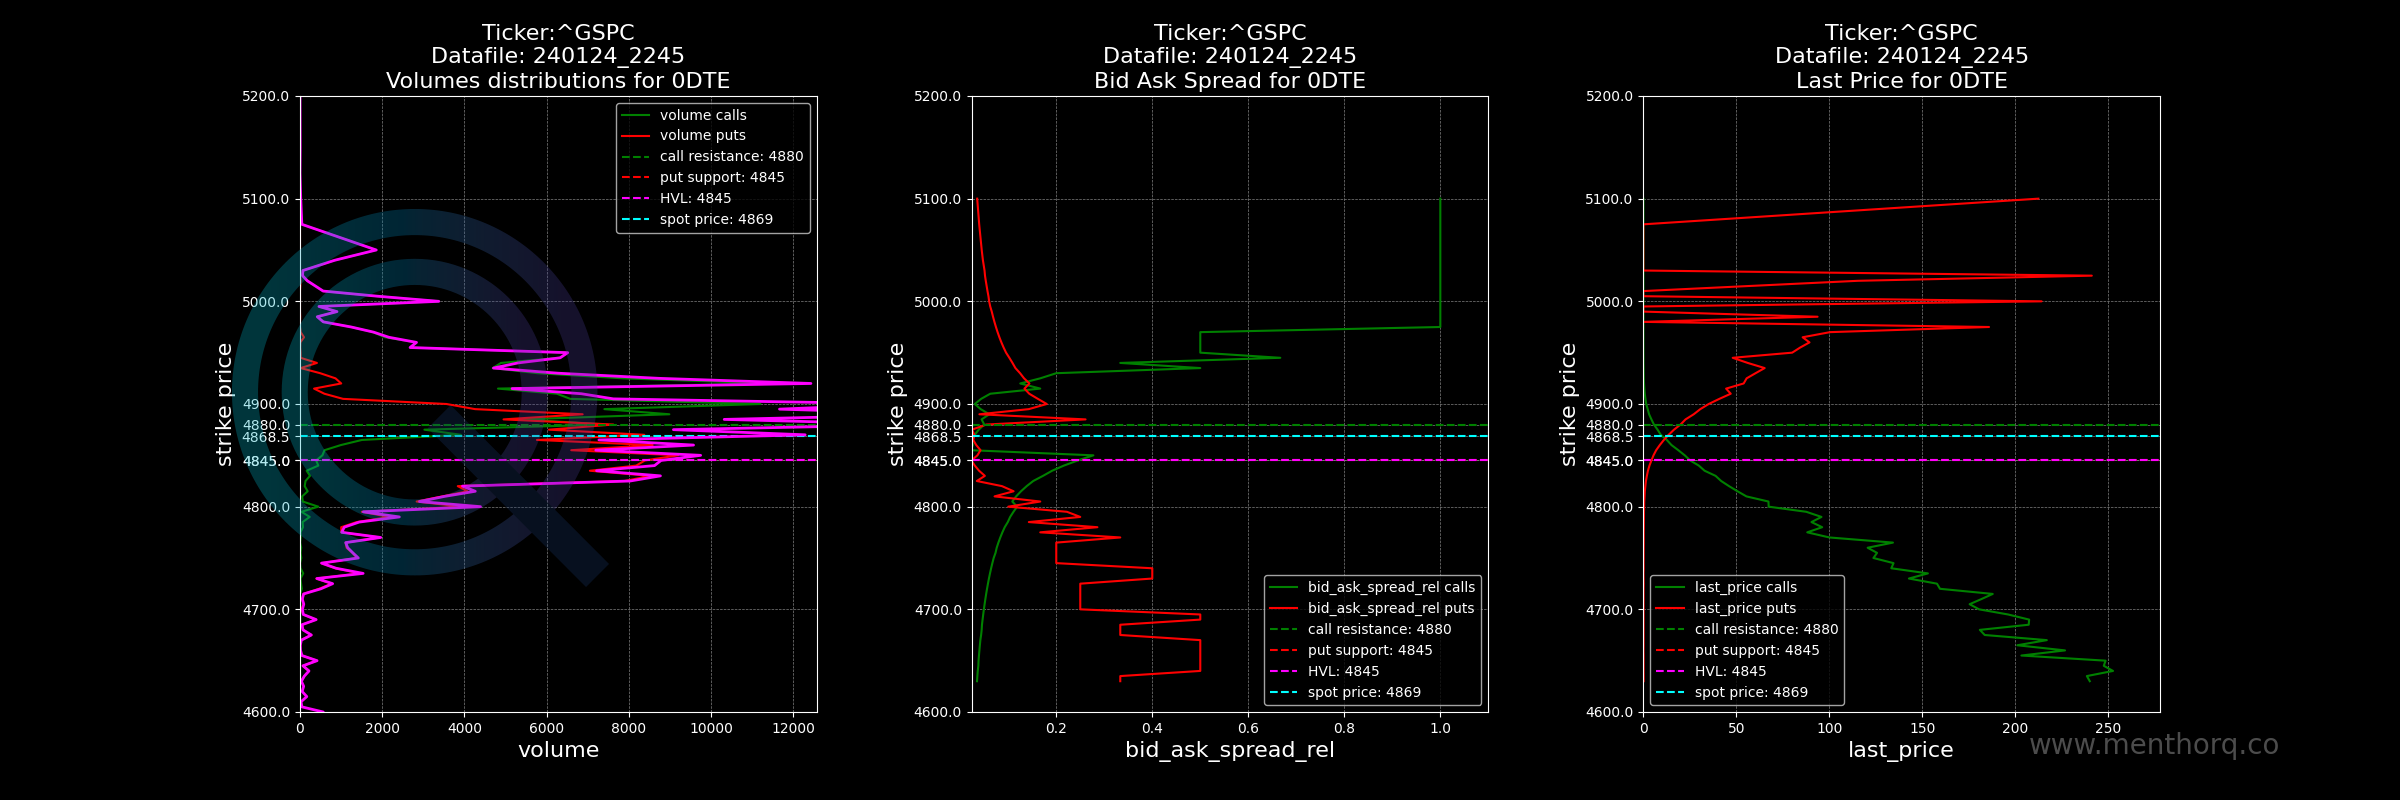 Ticker:^GSPC
Datafile: 240124_2245
Volumes distributions for 0DTE
5200.0
5100.0
5000.0
4900.0
4880.0
4868.5
4845.0
4800.0
4700.0
4600.0
strike price
volume calls
volume puts
call resistance: 4880
put support: 4845
HVL: 4845
spot price: 4869
0 2000 4000 6000 8000 10000 12000
volume
Ticker:^GSPC
Datafile: 240124_2245
Bid Ask Spread for 0DTE
5200.0
5100.0
5000.0
4900.0
4880.0
4868.5
4845.0
4800.0
4700.0
4600.0
strike price
bid_ask_spread_rel calls
bid_ask_spread_rel puts
call resistance: 4880
put support: 4845
HVL: 4845
spot price: 4869
0.2 0.4 0.6 0.8 1.0
bid_ask_spread_rel
Ticker:^GSPC
Datafile: 240124_2245
Last Price for 0DTE
5200.0
5100.0
5000.0
4900.0
4880.0
4868.5
4845.0
4800.0
4700.0
4600.0
strike price
last_price calls
last_price puts
call resistance: 4880
put support: 4845
HVL: 4845
spot price: 4869
0 50 100 150 200 250
last_price
www.menthorq.co